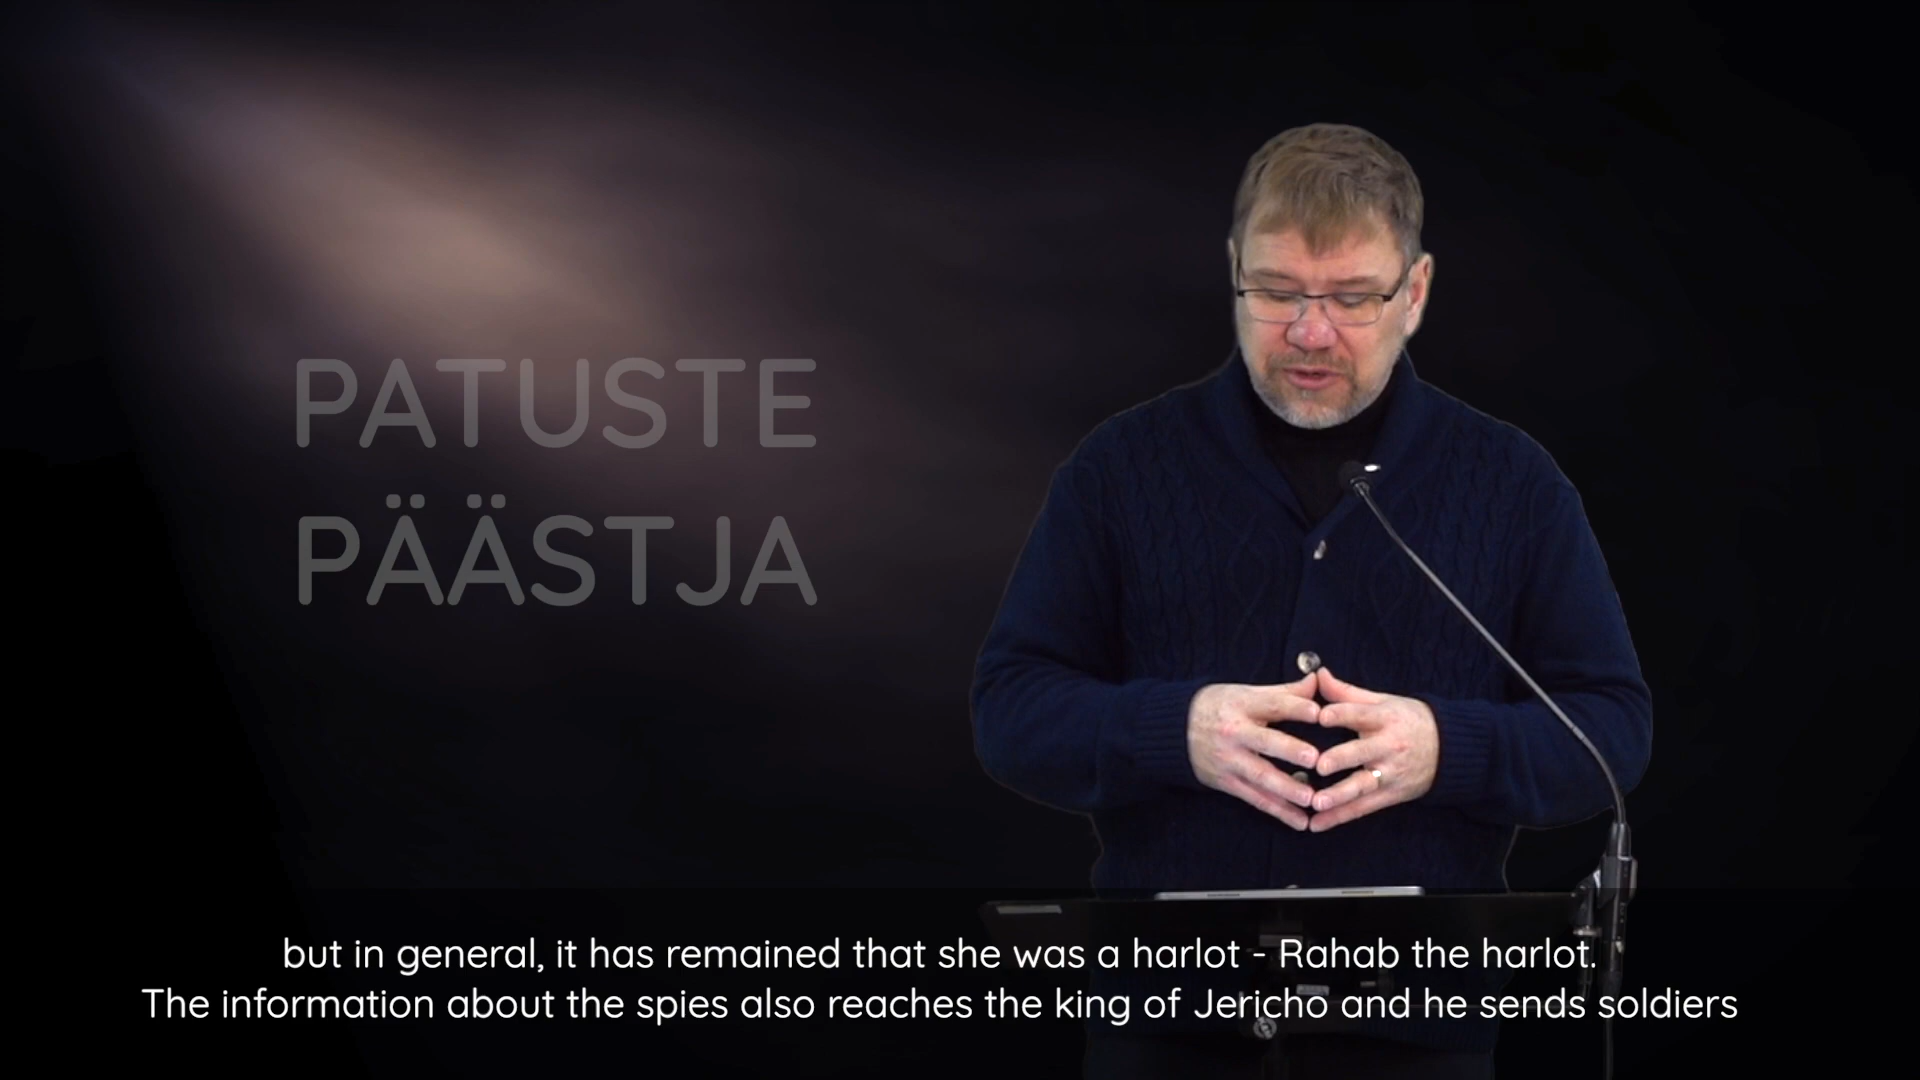 PATUSTE
PÄÄSTJA
but in general, it has remained that she was a harlot - Rahab the harlot.
The information about the spies also reaches the king of Jericho and he sends soldiers